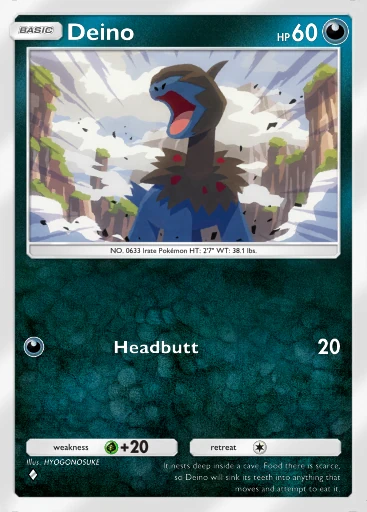 BASIC Deino HP 60
NO. 0633 Irate Pokémon HT: 2'7" WT: 38.1 lbs.
Headbutt 20
weakness +20 retreat
Illus. HYOGONOSUKE
It nests deep inside a cave. Food there is scarce,
so Deino will sink its teeth into anything that
moves and attempt to eat it.